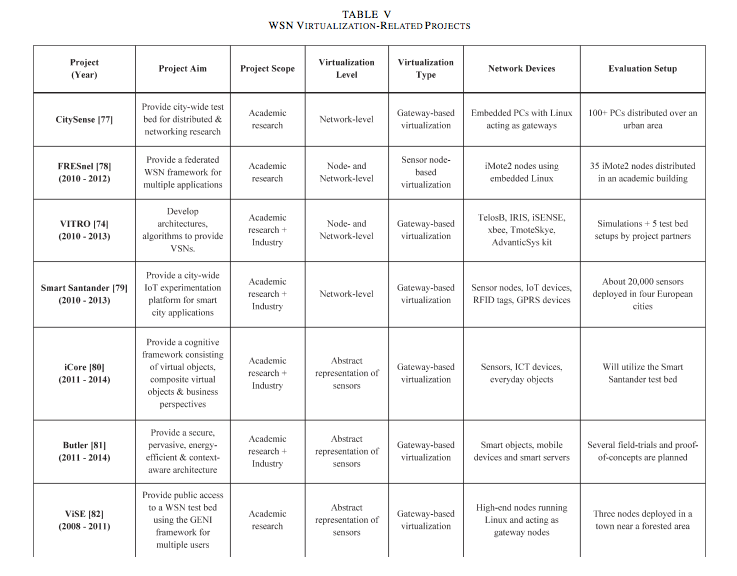 TABLE V
WSN VIRTUALIZATION-RELATED PROJECTS
Project
(Year)
Project Aim
Project Scope
Virtualization
Level
Virtualization
Type
Network Devices
Evaluation Setup
CitySense [77]
Provide city-wide test
bed for distributed &
networking research
Academic
research
Network-level
Gateway-based
virtualization
Embedded PCs with Linux
acting as gateways
100+ PCs distributed over an
urban area
FRESnel [78]
(2010 - 2012)
Provide a federated
WSN framework for
multiple applications
Academic
research
Node- and
Network-level
Sensor node-
based
virtualization
iMote2 nodes using
embedded Linux
35 iMote2 nodes distributed
in an academic building
VITRO [74]
(2010 - 2013)
Develop
architectures,
algorithms to provide
VSNs.
Academic
research +
Industry
Node- and
Network-level
Gateway-based
virtualization
TelosB, IRIS, iSENSE,
xbee, TmoteSkye,
AdvanticSys kit
Simulations + 5 test bed
setups by project partners
Smart Santander [79]
(2010 - 2013)
Provide a city-wide
IoT experimentation
platform for smart
city applications
Academic
research +
Industry
Network-level
Gateway-based
virtualization
Sensor nodes, IoT devices,
RFID tags, GPRS devices
About 20,000 sensors
deployed in four European
cities
iCore [80]
(2011 - 2014)
Provide a cognitive
framework consisting
of virtual objects,
composite virtual
objects & business
perspectives
Academic
research +
Industry
Abstract
representation of
sensors
Gateway-based
virtualization
Sensors, ICT devices,
everyday objects
Will utilize the Smart
Santander test bed
Butler [81]
(2011 - 2014)
Provide a secure,
pervasive, energy-
efficient & context-
aware architecture
Academic
research +
Industry
Abstract
representation of
sensors
Gateway-based
virtualization
Smart objects, mobile
devices and smart servers
Several field-trials and proof-
of-concepts are planned
ViSE [82]
(2008 - 2011)
Provide public access
to a WSN test bed
using the GENI
framework for
multiple users
Academic
research
Abstract
representation of
sensors
Gateway-based
virtualization
High-end nodes running
Linux and acting as
gateway nodes
Three nodes deployed in a
town near a forested area